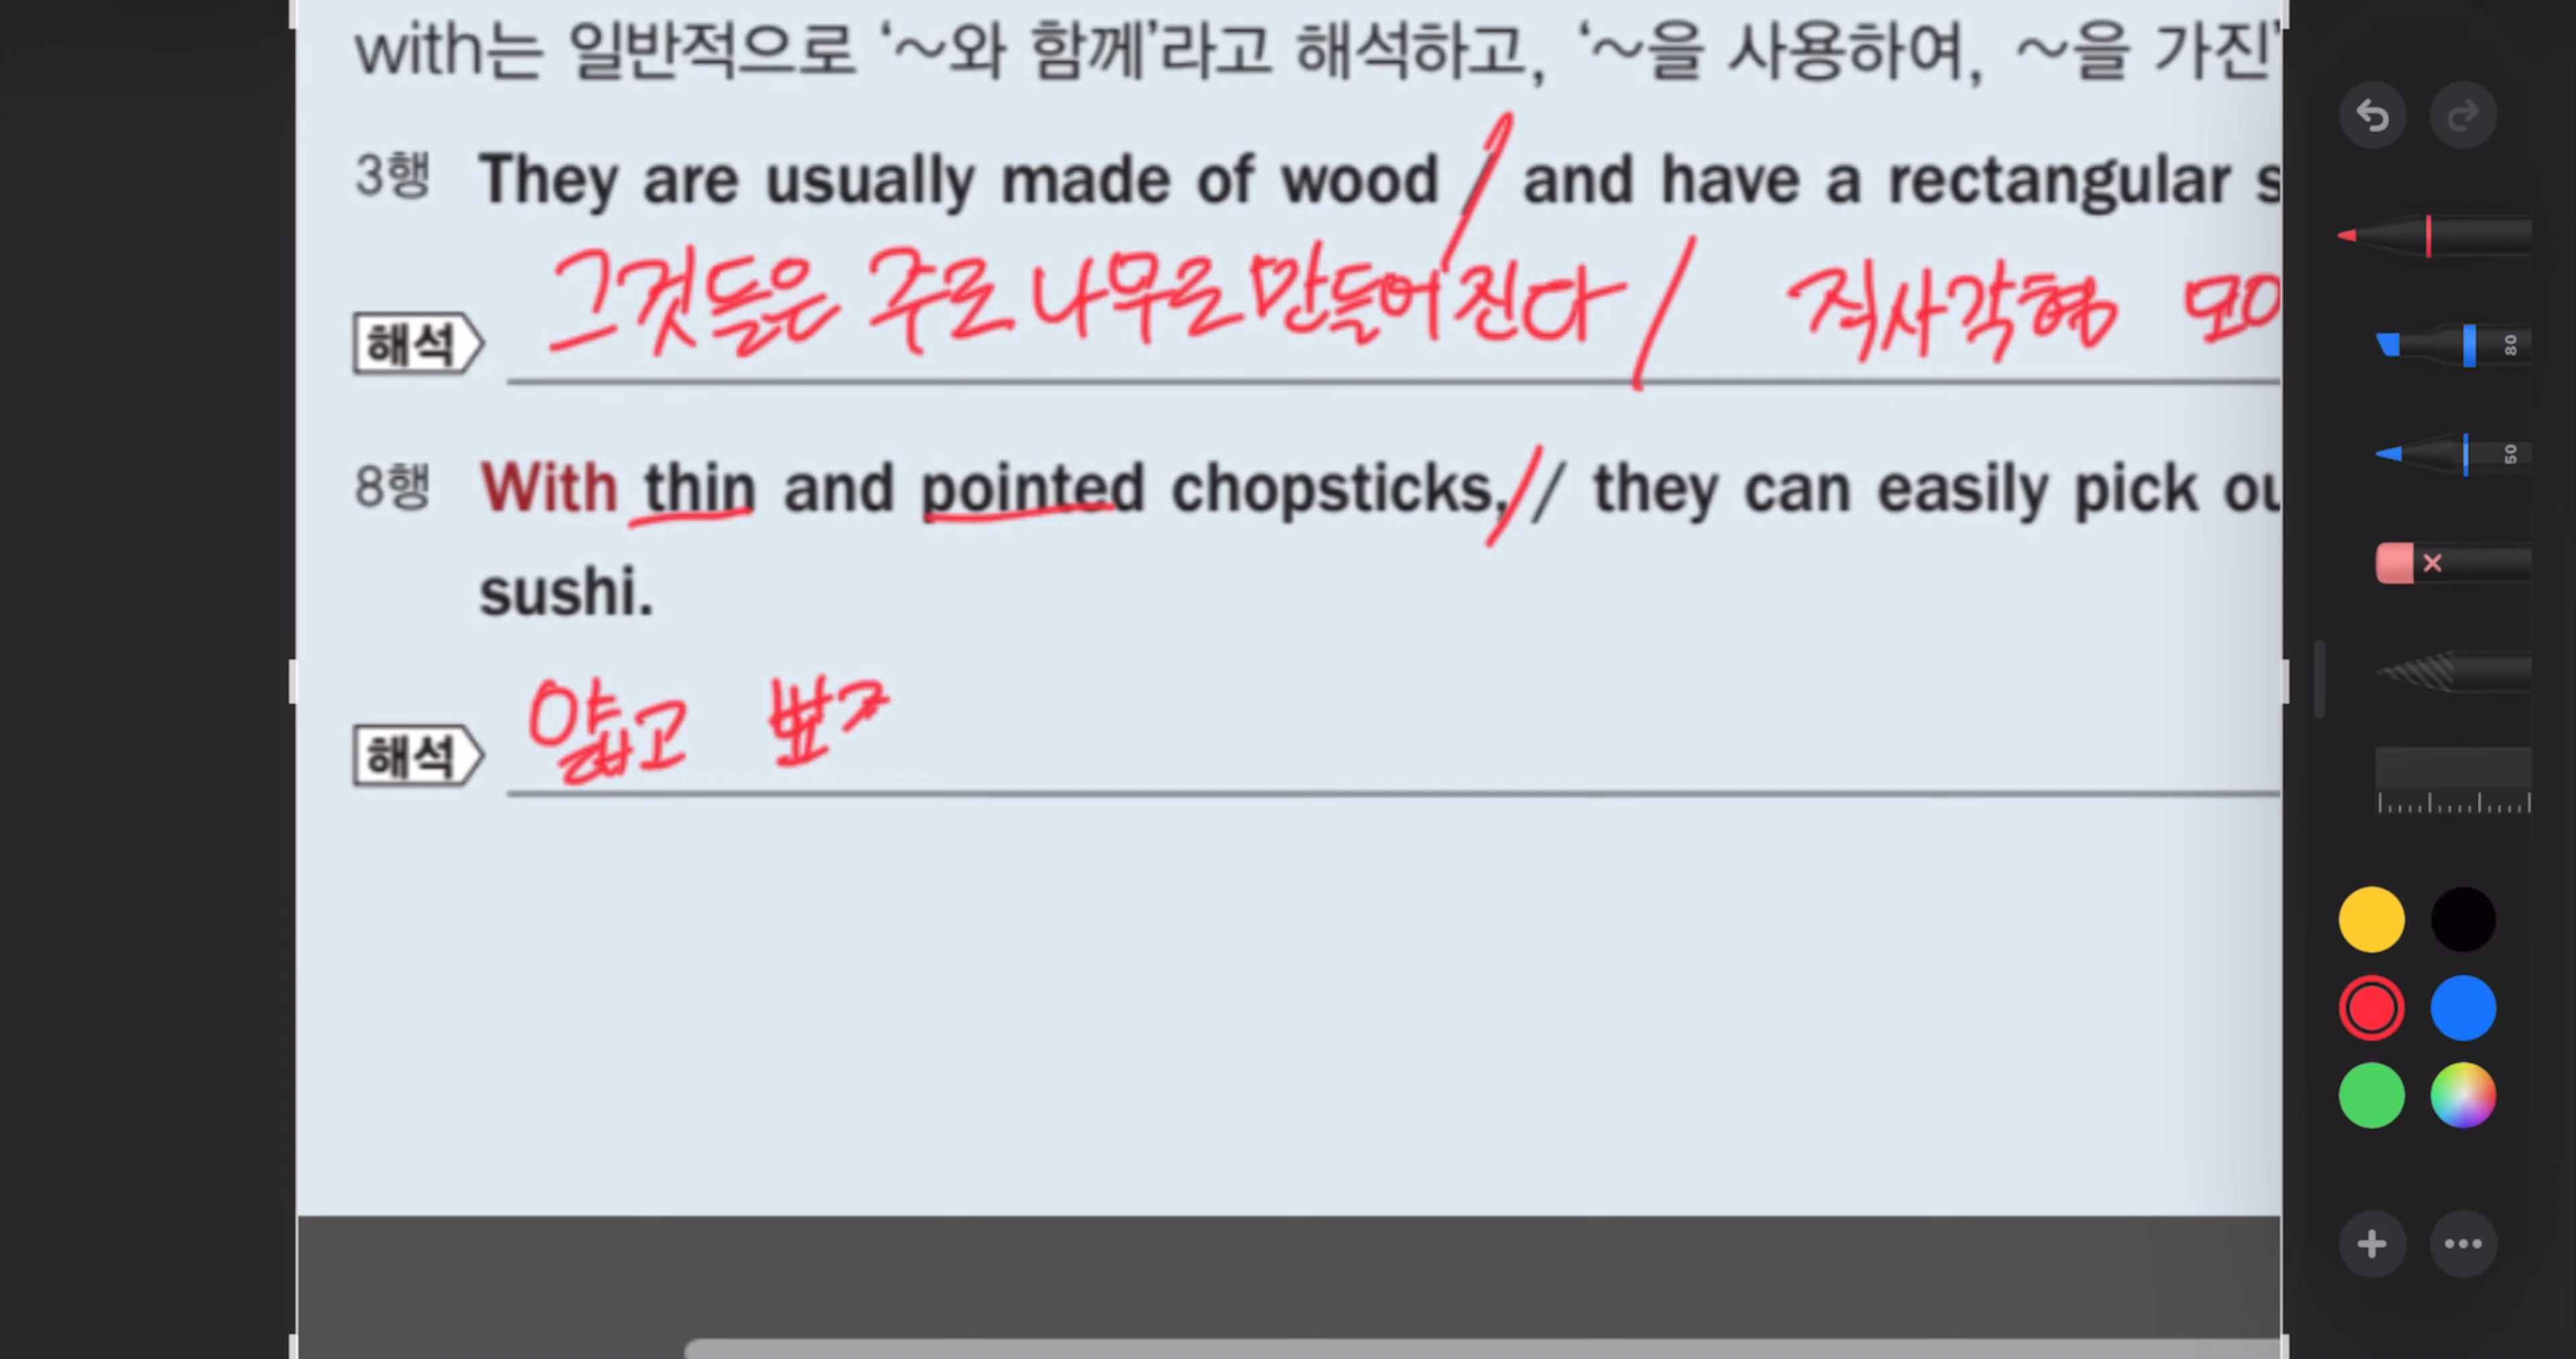 with는 일반적으로 ‘~와 함께’라고 해석하고, ‘~을 사용하여, ~을 가진’
3행 They are usually made of wood / and have a rectangular s
그것들은 주로 나무로 만들어진다 / 직사각형 모
해석
8행 With thin and pointed chopsticks, // they can easily pick ou
sushi.
해석 얇고 뾰
80
50